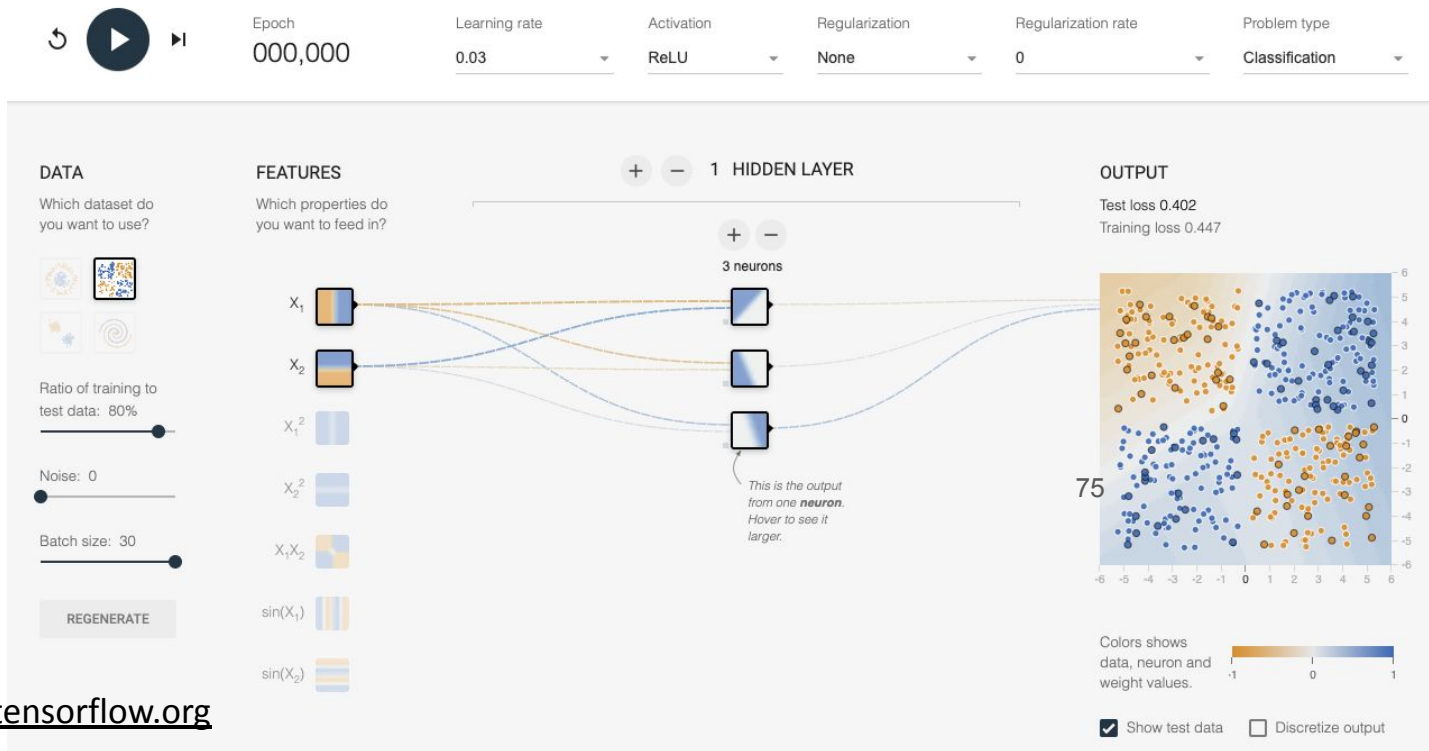 Epoch
000,000
Learning rate
0.03
Activation
ReLU
Regularization
None
Regularization rate
0
Problem type
Classification
DATA
Which dataset do
you want to use?
Ratio of training to
test data: 80%
Noise: 0
Batch size: 30
REGENERATE
FEATURES
Which properties do
you want to feed in?
X₁
X₂
X₁²
X₂²
X₁X₂
sin(X₁)
sin(X₂)
+ − 1 HIDDEN LAYER
+ −
3 neurons
This is the output
from one neuron.
Hover to see it
larger.
OUTPUT
Test loss 0.402
Training loss 0.447
75
6
5
4
3
2
1
0
-1
-2
-3
-4
-5
-6
-6 -5 -4 -3 -2 -1 0 1 2 3 4 5 6
Colors shows
data, neuron and
weight values.
-1 0 1
Show test data
Discretize output
tensorflow.org